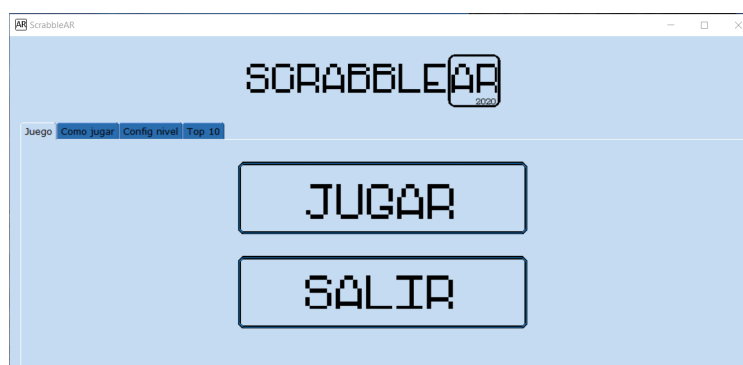 AR ScrabbleAR
SCRABBLEAR
2020
Juego Como jugar Config nivel Top 10
JUGAR
SALIR